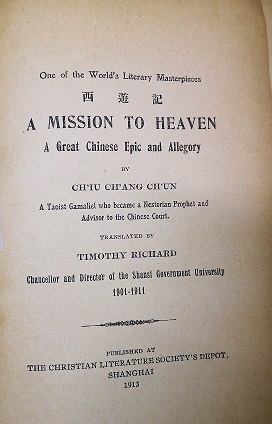 One of the World's Literary Masterpieces
西遊記
A MISSION TO HEAVEN
A Great Chinese Epic and Allegory
BY
CH'IU CH'ANG CH'UN
A Taoist Gamaliel who became a Nestorian Prophet and
Advisor to the Chinese Court.
TRANSLATED BY
TIMOTHY RICHARD
Chancellor and Director of the Shansi Government University
1901-1911
PUBLISHED AT
THE CHRISTIAN LITERATURE SOCIETY'S DEPOT,
SHANGHAI
1913